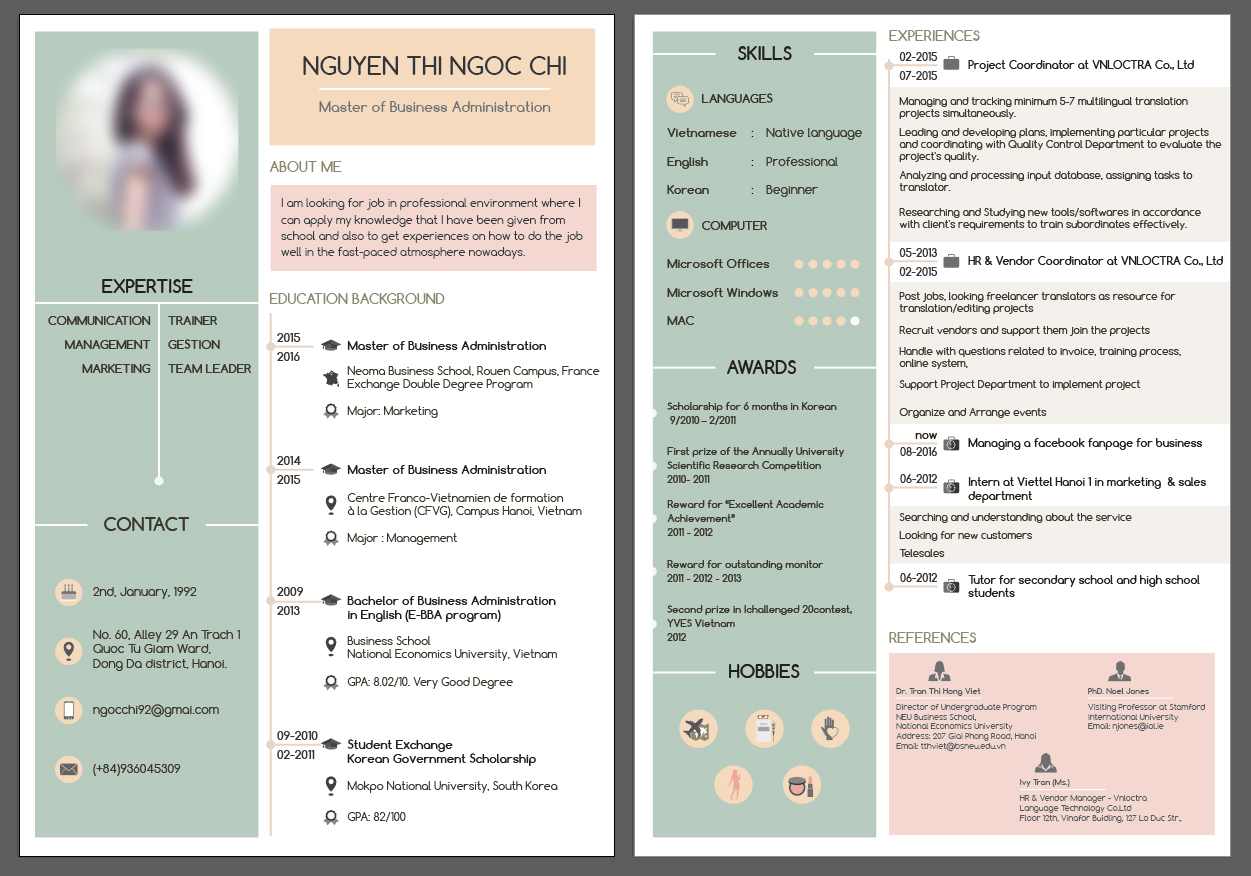 NGUYEN THI NGOC CHI
Master of Business Administration
EXPERTISE
COMMUNICATION
MANAGEMENT
MARKETING
TRAINER
GESTION
TEAM LEADER
CONTACT
2nd, January, 1992
No. 60, Alley 29 An Trach 1
Quoc Tu Giam Ward,
Dong Da district, Hanoi.
ngocchi92@gmai.com
(+84)936045309
ABOUT ME
I am looking for job in professional environment where I
can apply my knowledge that I have been given from
school and also to get experiences on how to do the job
well in the fast-paced atmosphere nowadays.
EDUCATION BACKGROUND
2015
2016
Master of Business Administration
Neoma Business School, Rouen Campus, France
Exchange Double Degree Program
Major: Marketing
2014
2015
Master of Business Administration
Centre Franco-Vietnamien de formation
à la Gestion (CFVG), Campus Hanoi, Vietnam
Major : Management
2009
2013
Bachelor of Business Administration
in English (E-BBA program)
Business School
National Economics University, Vietnam
GPA: 8.02/10. Very Good Degree
09-2010
02-2011
Student Exchange
Korean Government Scholarship
Mokpo National University, South Korea
GPA: 82/100
SKILLS
LANGUAGES
Vietnamese : Native language
English : Professional
Korean : Beginner
COMPUTER
Microsoft Offices
Microsoft Windows
MAC
AWARDS
Scholarship for 6 months in Korean
9/2010 – 2/2011
First prize of the Annually University
Scientific Research Competition
2010- 2011
Reward for "Excellent Academic
Achievement"
2011 - 2012
Reward for outstanding monitor
2011 - 2012 - 2013
Second prize in Ichallenged 20contest,
YVES Vietnam
2012
HOBBIES
EXPERIENCES
02-2015
07-2015
Project Coordinator at VNLOCTRA Co., Ltd
Managing and tracking minimum 5-7 multilingual translation
projects simultaneously.
Leading and developing plans, implementing particular projects
and coordinating with Quality Control Department to evaluate the
project's quality.
Analyzing and processing input database, assigning tasks to
translator.
Researching and Studying new tools/softwares in accordance
with client's requirements to train subordinates effectively.
05-2013
02-2015
HR & Vendor Coordinator at VNLOCTRA Co., Ltd
Post jobs, looking freelancer translators as resource for
translation/editing projects
Recruit vendors and support them join the projects
Handle with questions related to invoice, training process,
online system,
Support Project Department to implement project
Organize and Arrange events
now
08-2016
Managing a facebook fanpage for business
06-2012
Intern at Viettel Hanoi 1 in marketing & sales
department
Searching and understanding about the service
Looking for new customers
Telesales
06-2012
Tutor for secondary school and high school
students
REFERENCES
Dr. Tran Thi Hong Viet
Director of Undergraduate Program
NEU Business School,
National Economics University
Address: 207 Giai Phong Road, Hanoi
Email: tthviet@bsneu.edu.vn
PhD. Noel Jones
Visiting Professor at Stamford
International University
Email: njones@iol.ie
Ivy Tran (Ms.)
HR & Vendor Manager - Vnloctra
Language Technology Co.Ltd
Floor 12th, Vinafor Buidling, 127 Lo Duc Str.,